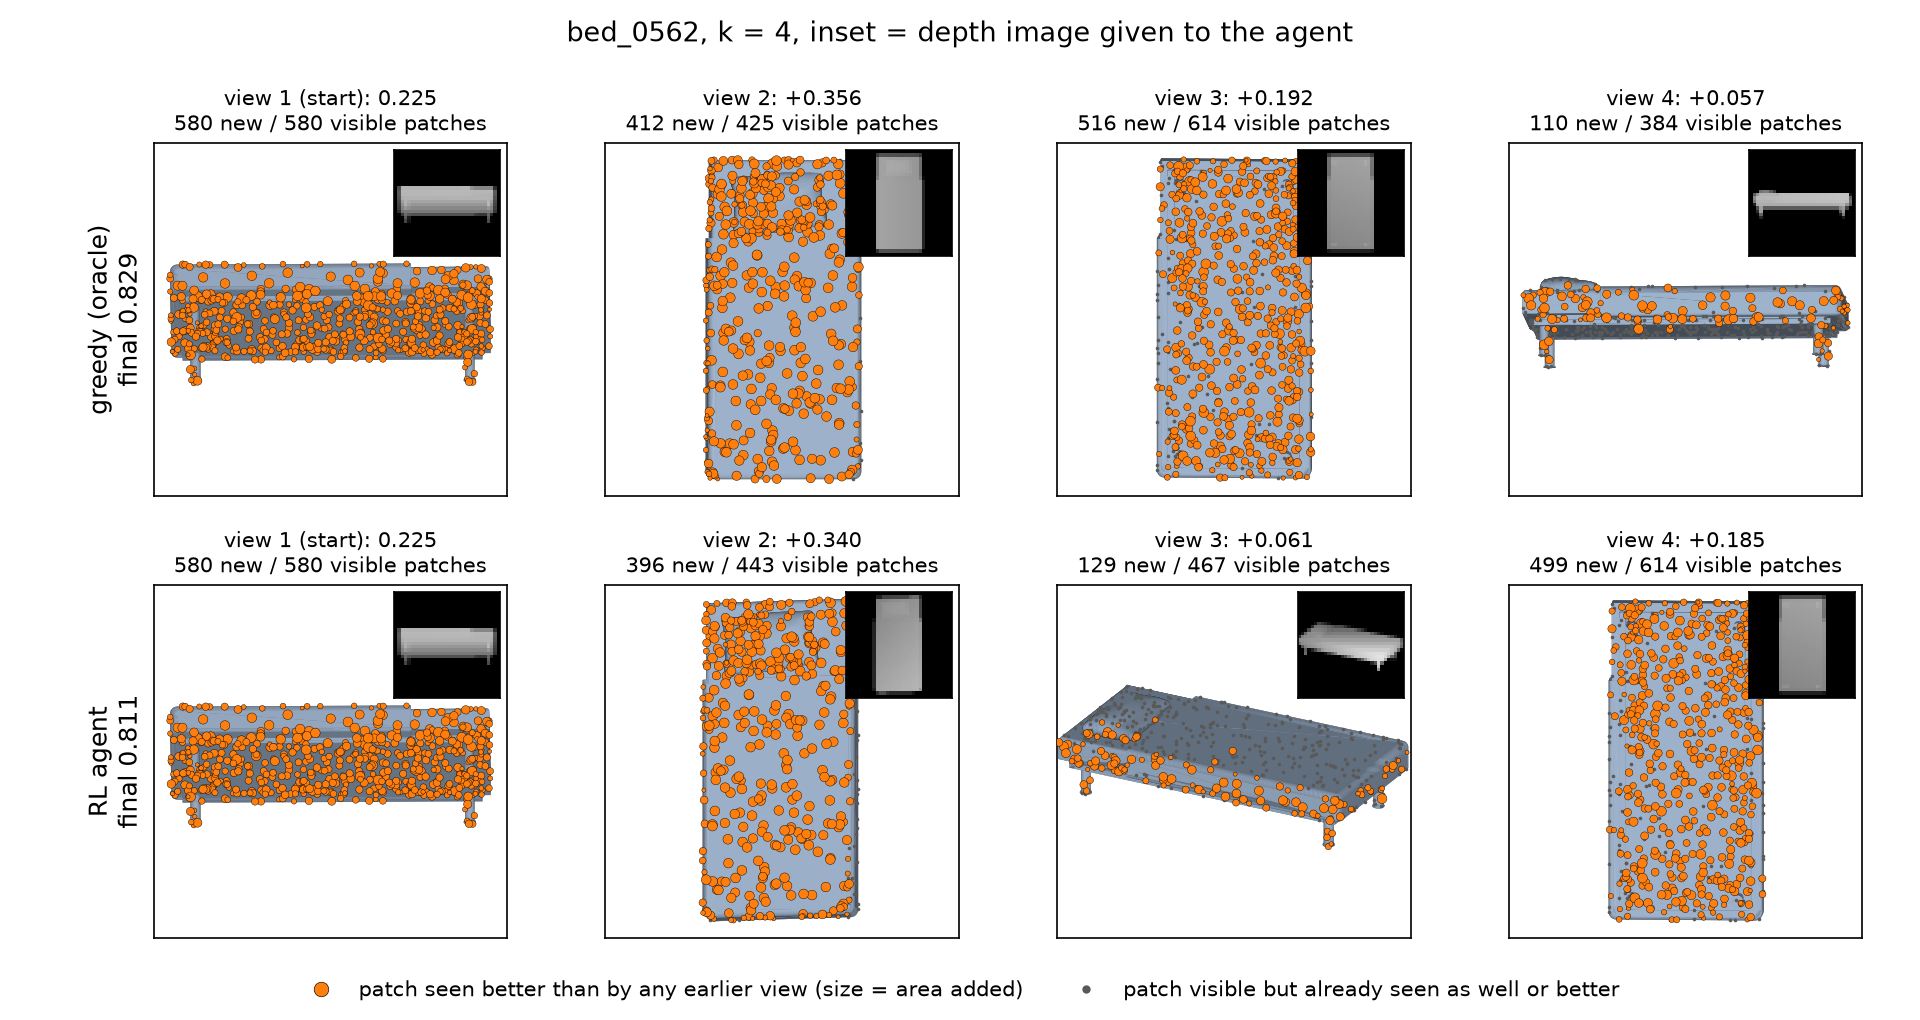 bed_0562, k = 4, inset = depth image given to the agent
view 1 (start): 0.225
580 new / 580 visible patches
view 2: +0.356
412 new / 425 visible patches
view 3: +0.192
516 new / 614 visible patches
view 4: +0.057
110 new / 384 visible patches
greedy (oracle)
final 0.829
view 1 (start): 0.225
580 new / 580 visible patches
view 2: +0.340
396 new / 443 visible patches
view 3: +0.061
129 new / 467 visible patches
view 4: +0.185
499 new / 614 visible patches
RL agent
final 0.811
patch seen better than by any earlier view (size = area added)
patch visible but already seen as well or better